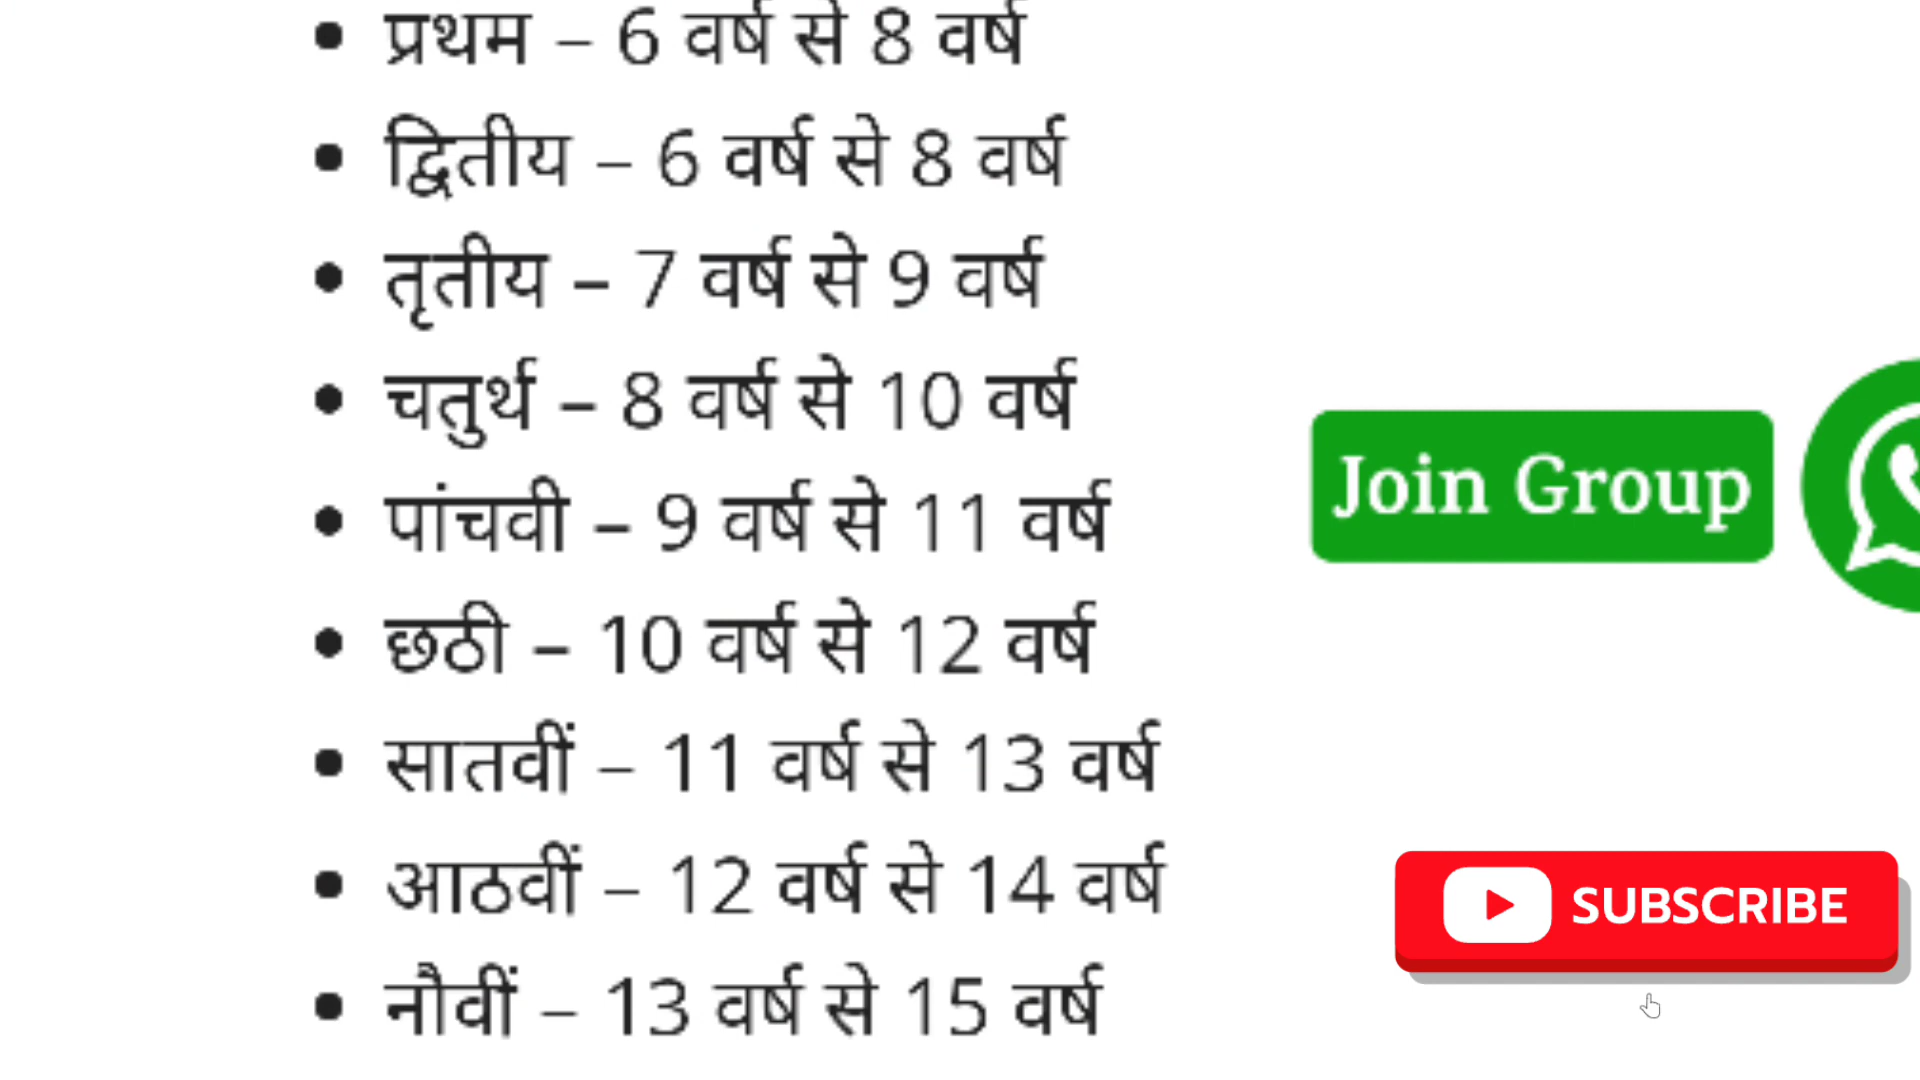 • प्रथम – 6 वर्ष से 8 वर्ष
• द्वितीय – 6 वर्ष से 8 वर्ष
• तृतीय – 7 वर्ष से 9 वर्ष
• चतुर्थ – 8 वर्ष से 10 वर्ष
• पांचवी – 9 वर्ष से 11 वर्ष
Join Group
• छठी – 10 वर्ष से 12 वर्ष
• सातवीं – 11 वर्ष से 13 वर्ष
• आठवीं – 12 वर्ष से 14 वर्ष
SUBSCRIBE
• नौवीं – 13 वर्ष से 15 वर्ष